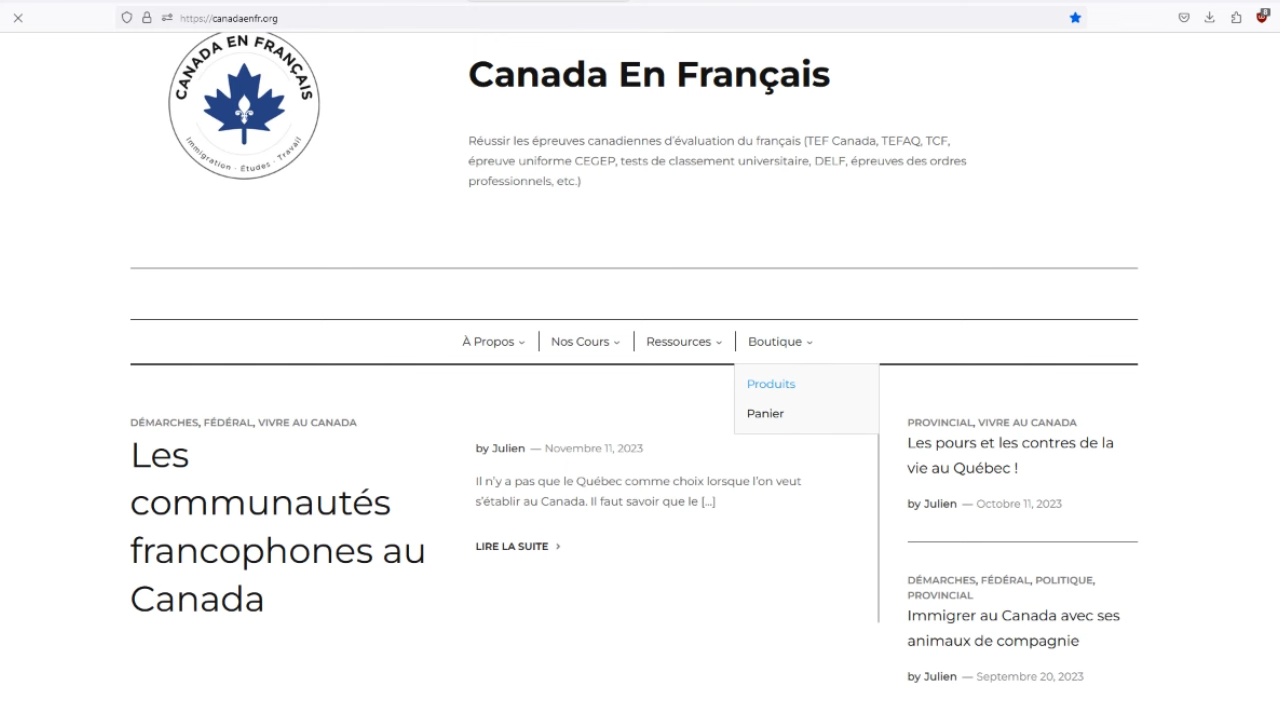 https://canadaenfr.org
CANADA EN FRANÇAIS
Immigration - Études - Travail
Canada En Français
Réussir les épreuves canadiennes d'évaluation du français (TEF Canada, TEFAQ, TCF,
épreuve uniforme CEGEP, tests de classement universitaire, DELF, épreuves des ordres
professionnels, etc.)
À Propos
Nos Cours
Ressources
Boutique
Produits
Panier
DÉMARCHES, FÉDÉRAL, VIVRE AU CANADA
Les
communautés
francophones au
Canada
by Julien — Novembre 11, 2023
Il n'y a pas que le Québec comme choix lorsque l'on veut
s'établir au Canada. Il faut savoir que le [...]
LIRE LA SUITE
PROVINCIAL, VIVRE AU CANADA
Les pours et les contres de la
vie au Québec !
by Julien — Octobre 11, 2023
DÉMARCHES, FÉDÉRAL, POLITIQUE,
PROVINCIAL
Immigrer au Canada avec ses
animaux de compagnie
by Julien — Septembre 20, 2023